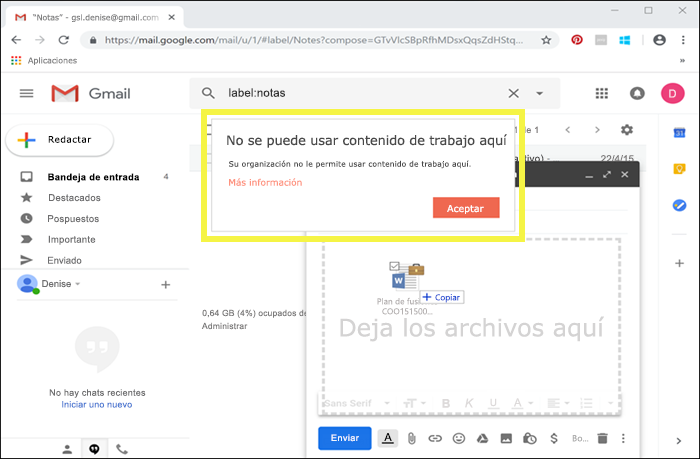 "Notas" - gsl.denise@gmail.com
https://mail.google.com/mail/u/1/#label/Notes?compose=GTvVlcSBpRfhMDsxQqsZdHStq...
Aplicaciones
Gmail
label:notas
D
Redactar
No se puede usar contenido de trabajo aquí
Su organización no le permite usar contenido de trabajo aquí.
Más información
Aceptar
1 de 1
22/4/15
Bandeja de entrada 4
Destacados
Pospuestos
Importante
Enviado
Denise
Plan de fus...
COO151500...
Copiar
Deja los archivos aquí
0,64 GB (4%) ocupados de
Administrar
No hay chats recientes
Iniciar uno nuevo
Sans Serif
Enviar
Bo...